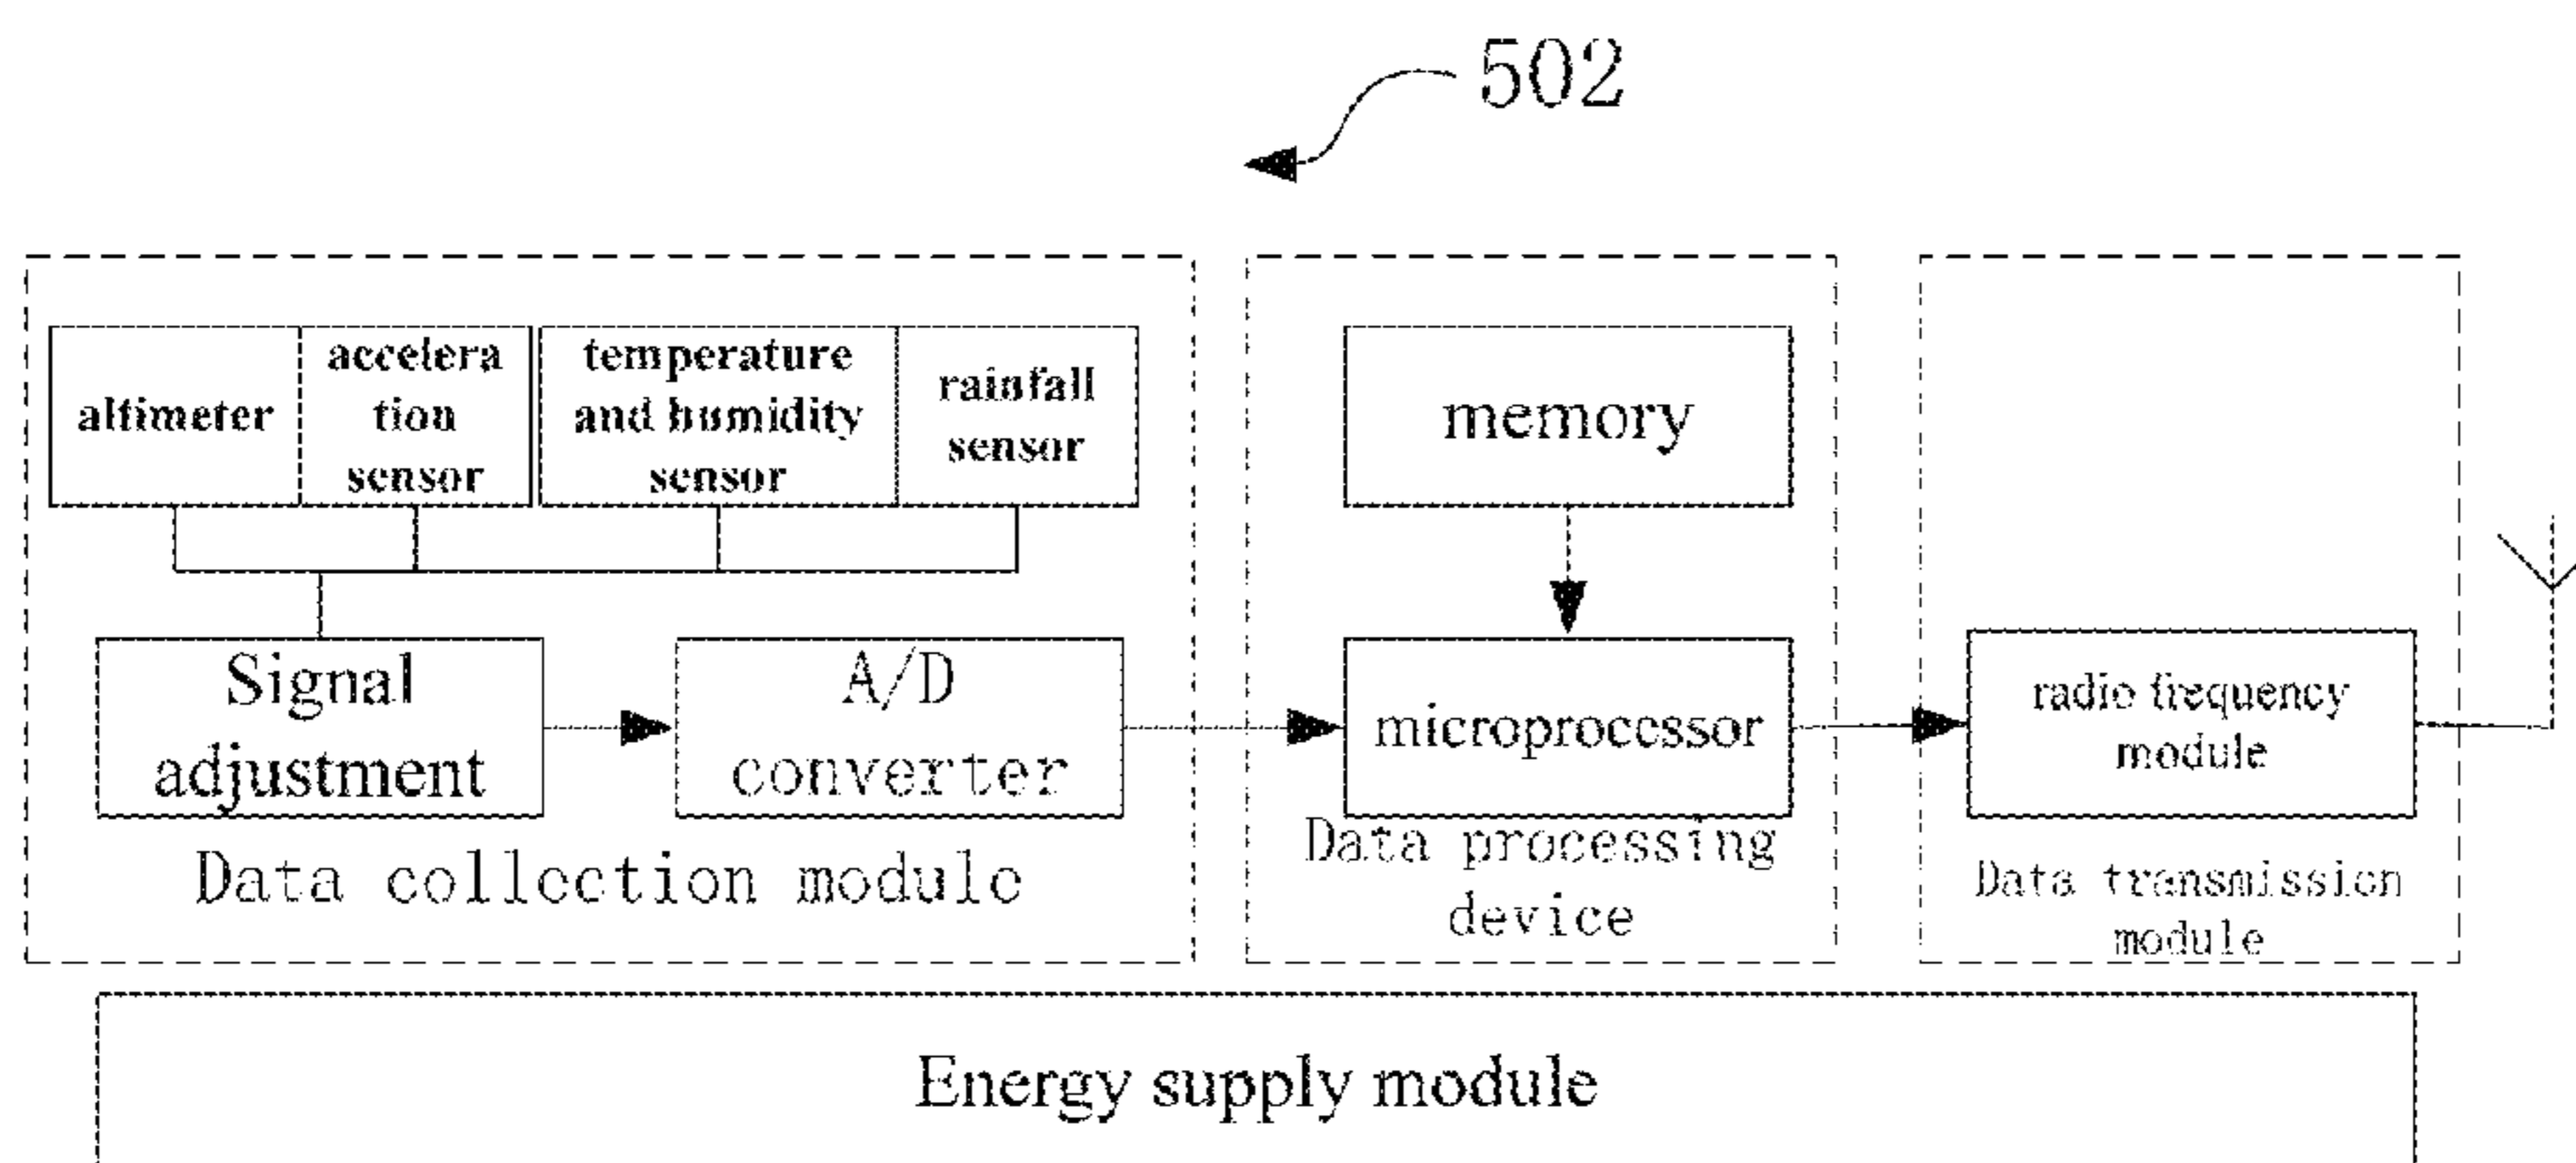 502
altimeter
accelera
tion
sensor
temperature
and humidity
sensor
rainfall
sensor
memory
Signal
adjustment
A/D
converter
microprocessor
radio frequency
module
Data collection module
Data processing
device
Data transmission
module
Energy supply module